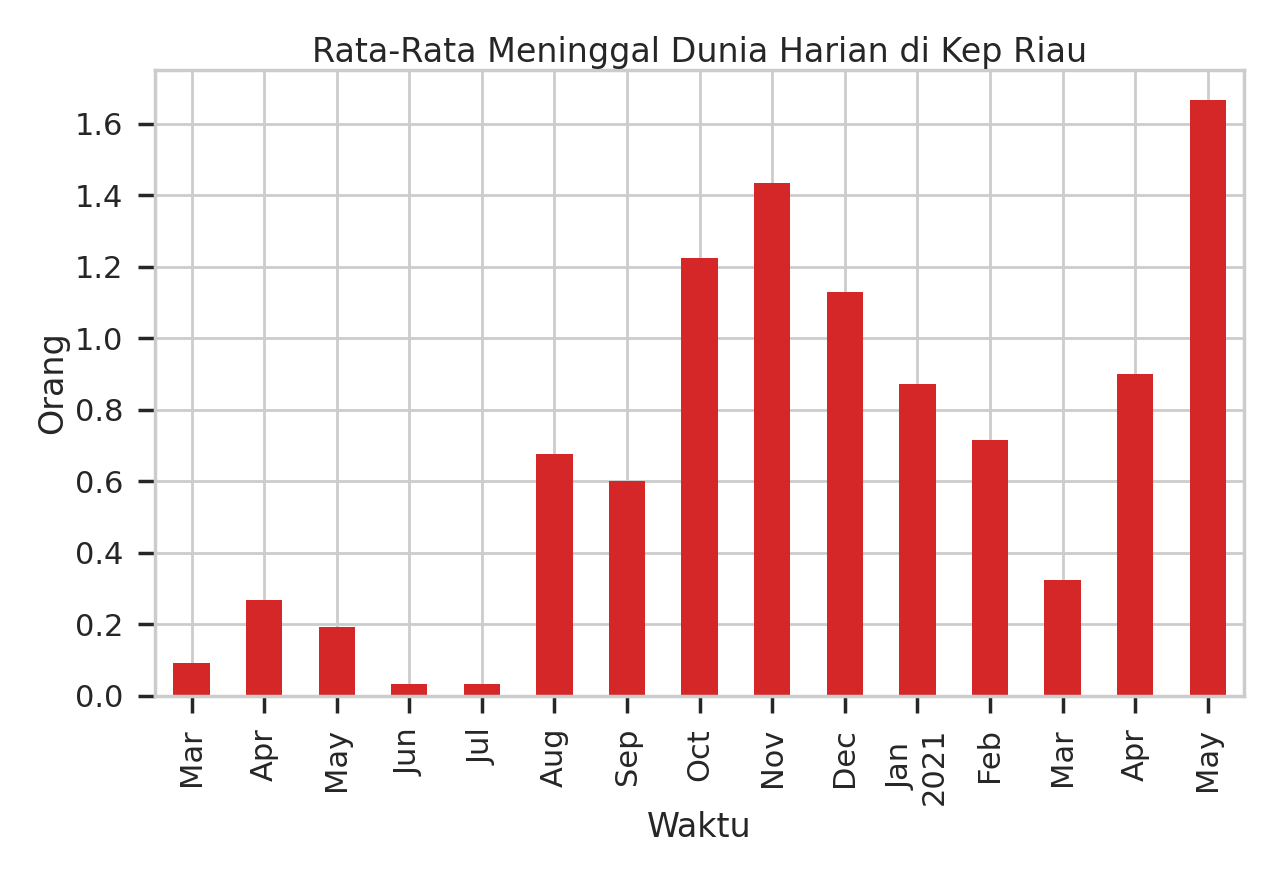 Rata-Rata Meninggal Dunia Harian di Kep Riau
Orang
1.6
1.4
1.2
1.0
0.8
0.6
0.4
0.2
0.0
Mar
Apr
May
Jun
Jul
Aug
Sep
Oct
Nov
Dec
Jan
2021
Feb
Mar
Apr
May
Waktu